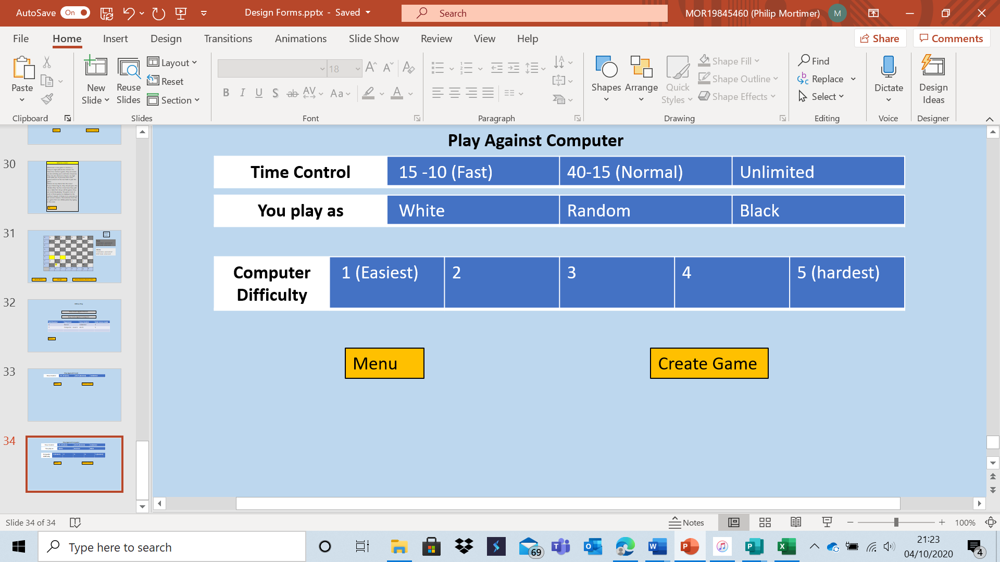 AutoSave On Design Forms.pptx - Saved Search MOR19845460 (Philip Mortimer) M
File Home Insert Design Transitions Animations Slide Show Review View Help Share Comments
Paste
New Slide
Reuse Slides
Layout
Reset
Section
18
B I U S ab AV Aa A
Shapes Arrange Quick Styles
Shape Fill
Shape Outline
Shape Effects
Find
Replace
Select
Dictate
Design Ideas
Clipboard Slides Font Paragraph Drawing Editing Voice Designer
30
31
32
33
34
Play Against Computer
Time Control 15 -10 (Fast) 40-15 (Normal) Unlimited
You play as White Random Black
Computer Difficulty 1 (Easiest) 2 3 4 5 (hardest)
Menu Create Game
Slide 34 of 34 Notes 100%
Type here to search 69 21:23
04/10/2020 4